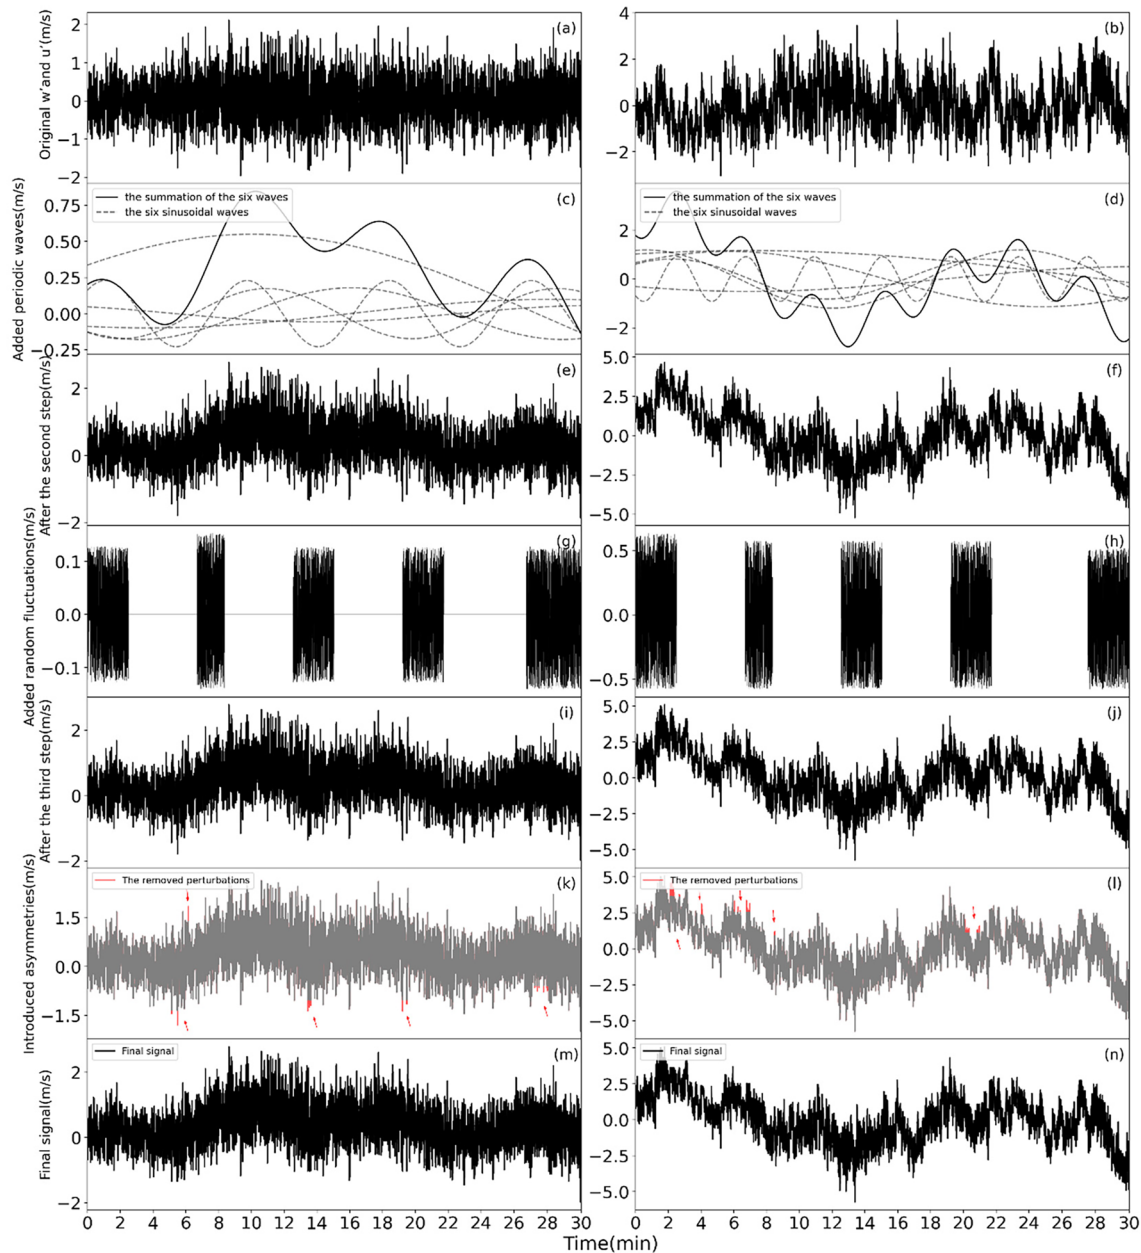 Original w' and u'(m/s)
2
1
0
−1
−2
(a)
4
2
0
−2
(b)
Added periodic waves(m/s)
0.75
0.50
0.25
0.00
−0.25
the summation of the six waves
the six sinusoidal waves
(c)
2
0
−2
the summation of the six waves
the six sinusoidal waves
(d)
After the second step(m/s)
2
0
−2
(e)
5.0
2.5
0.0
−2.5
−5.0
(f)
Added random fluctuations(m/s)
0.1
0.0
−0.1
(g)
0.5
0.0
−0.5
(h)
After the third step(m/s)
2
0
−2
(i)
5.0
2.5
0.0
−2.5
−5.0
(j)
Introduced asymmetries(m/s)
1.5
0.0
−1.5
The removed perturbations
(k)
5.0
2.5
0.0
−2.5
−5.0
The removed perturbations
(l)
Final signal(m/s)
2
0
−2
Final signal
(m)
5.0
2.5
0.0
−2.5
−5.0
Final signal
(n)
0 2 4 6 8 10 12 14 16 18 20 22 24 26 28 30
0 2 4 6 8 10 12 14 16 18 20 22 24 26 28 30
Time(min)